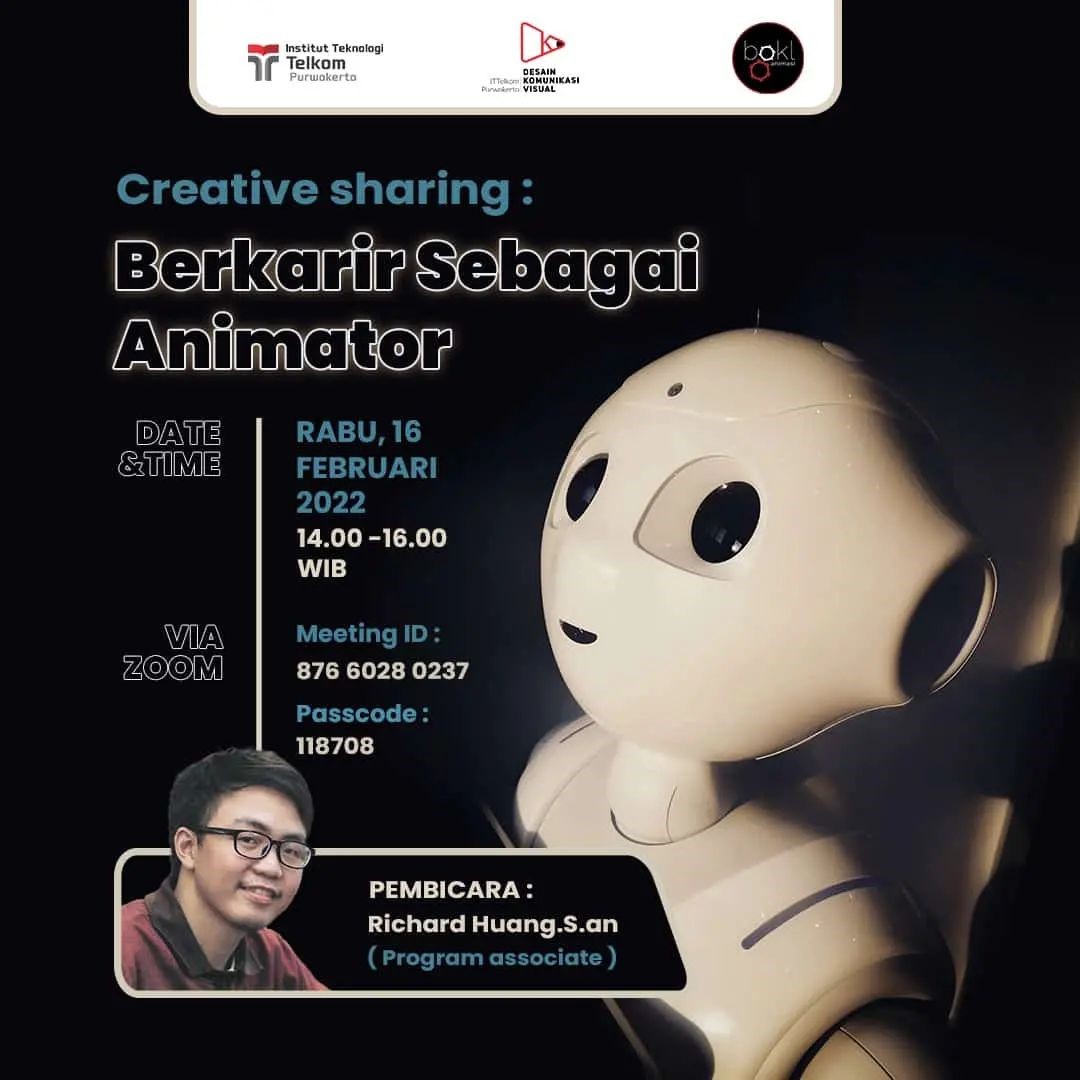 Institut Teknologi
Telkom
Purwokerto
DESAIN
ITTelkom KOMUNIKASI
Purwokerto VISUAL
bokl
animasi
Creative sharing :
Berkarir Sebagai
Animator
DATE
&TIME
RABU, 16
FEBRUARI
2022
14.00 -16.00
WIB
VIA
ZOOM
Meeting ID :
876 6028 0237
Passcode :
118708
PEMBICARA :
Richard Huang.S.an
( Program associate )